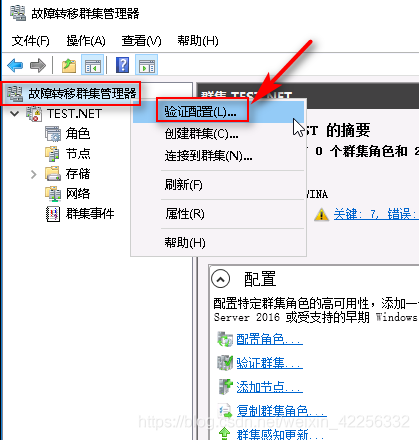 故障转移群集管理器
文件(F) 操作(A) 查看(V) 帮助(H)
故障转移群集管理器
TEST.NET
角色
节点
存储
网络
群集事件
验证配置(L)...
创建群集(C)...
连接到群集(N)...
刷新(F)
属性(R)
帮助(H)
群集 TEST.NET
的摘要
0 个群集角色和 2
WINA
关键: 7, 错误:
配置
配置特定群集角色的高可用性，添加一
Server 2016 或受支持的早期 Windows
配置角色...
验证群集...
添加节点...
复制群集角色...
群集感知更新...
https://blog.csdn.net/weixin_42256332